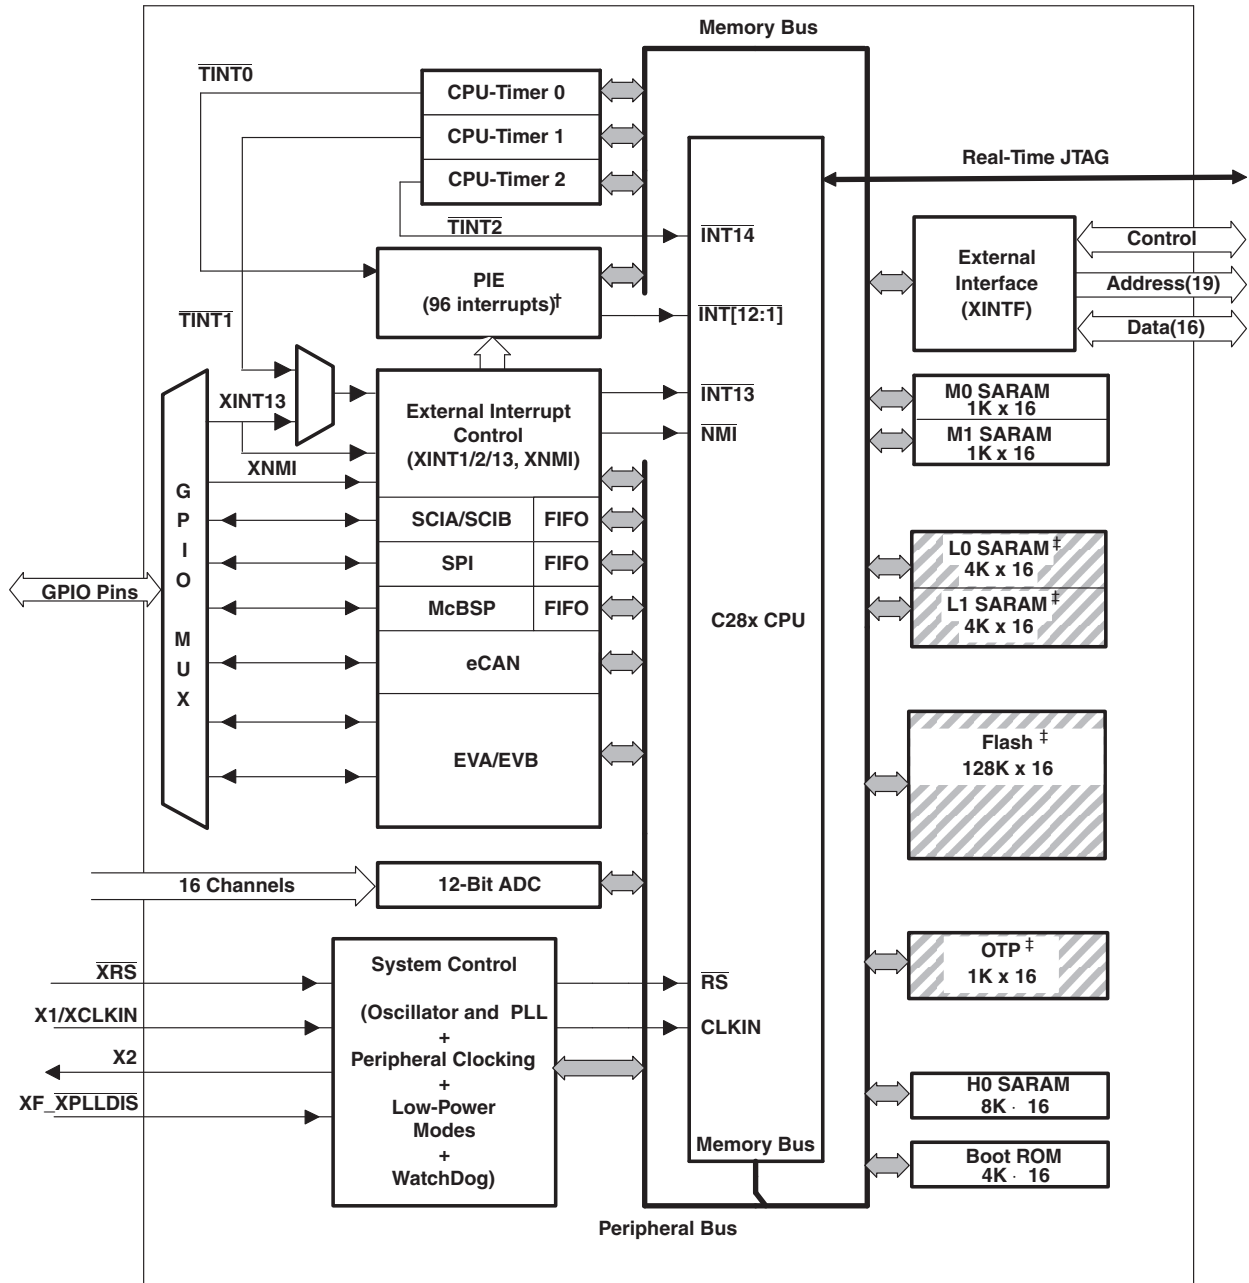 Memory Bus
TINT0
CPU-Timer 0
CPU-Timer 1
CPU-Timer 2
Real-Time JTAG
TINT2
INT14
Control
External
Interface
(XINTF)
Address(19)
Data(16)
PIE
(96 interrupts)†
INT[12:1]
TINT1
XINT13
External Interrupt
Control
(XINT1/2/13, XNMI)
INT13
NMI
M0 SARAM
1K x 16
M1 SARAM
1K x 16
XNMI
GPIO MUX
GPIO Pins
SCIA/SCIB
FIFO
SPI
FIFO
McBSP
FIFO
eCAN
EVA/EVB
C28x CPU
L0 SARAM‡
4K x 16
L1 SARAM‡
4K x 16
Flash ‡
128K x 16
16 Channels
12-Bit ADC
OTP ‡
1K x 16
XRS
X1/XCLKIN
X2
XF_XPLLDIS
System Control
(Oscillator and PLL
+
Peripheral Clocking
+
Low-Power
Modes
+
WatchDog)
RS
CLKIN
H0 SARAM
8K · 16
Memory Bus
Boot ROM
4K · 16
Peripheral Bus